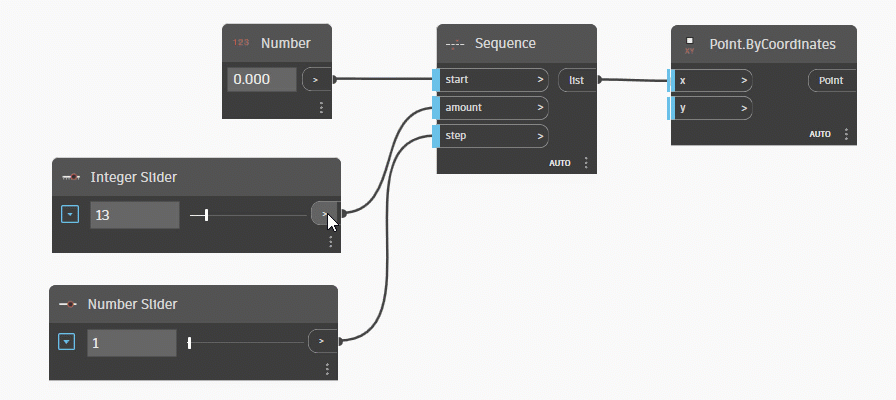 123 Number
0.000 >
Sequence
start >
list
amount >
step >
AUTO
XY Point.ByCoordinates
x >
Point
y >
AUTO
Integer Slider
13 >
Number Slider
1 >